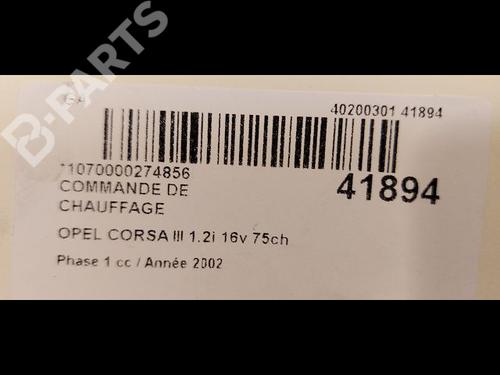 B-PARTS
40200301 41894
*1070000274856
41894
COMMANDE DE
CHAUFFAGE
OPEL CORSA III 1.2i 16v 75ch
Phase 1 cc / Année 2002